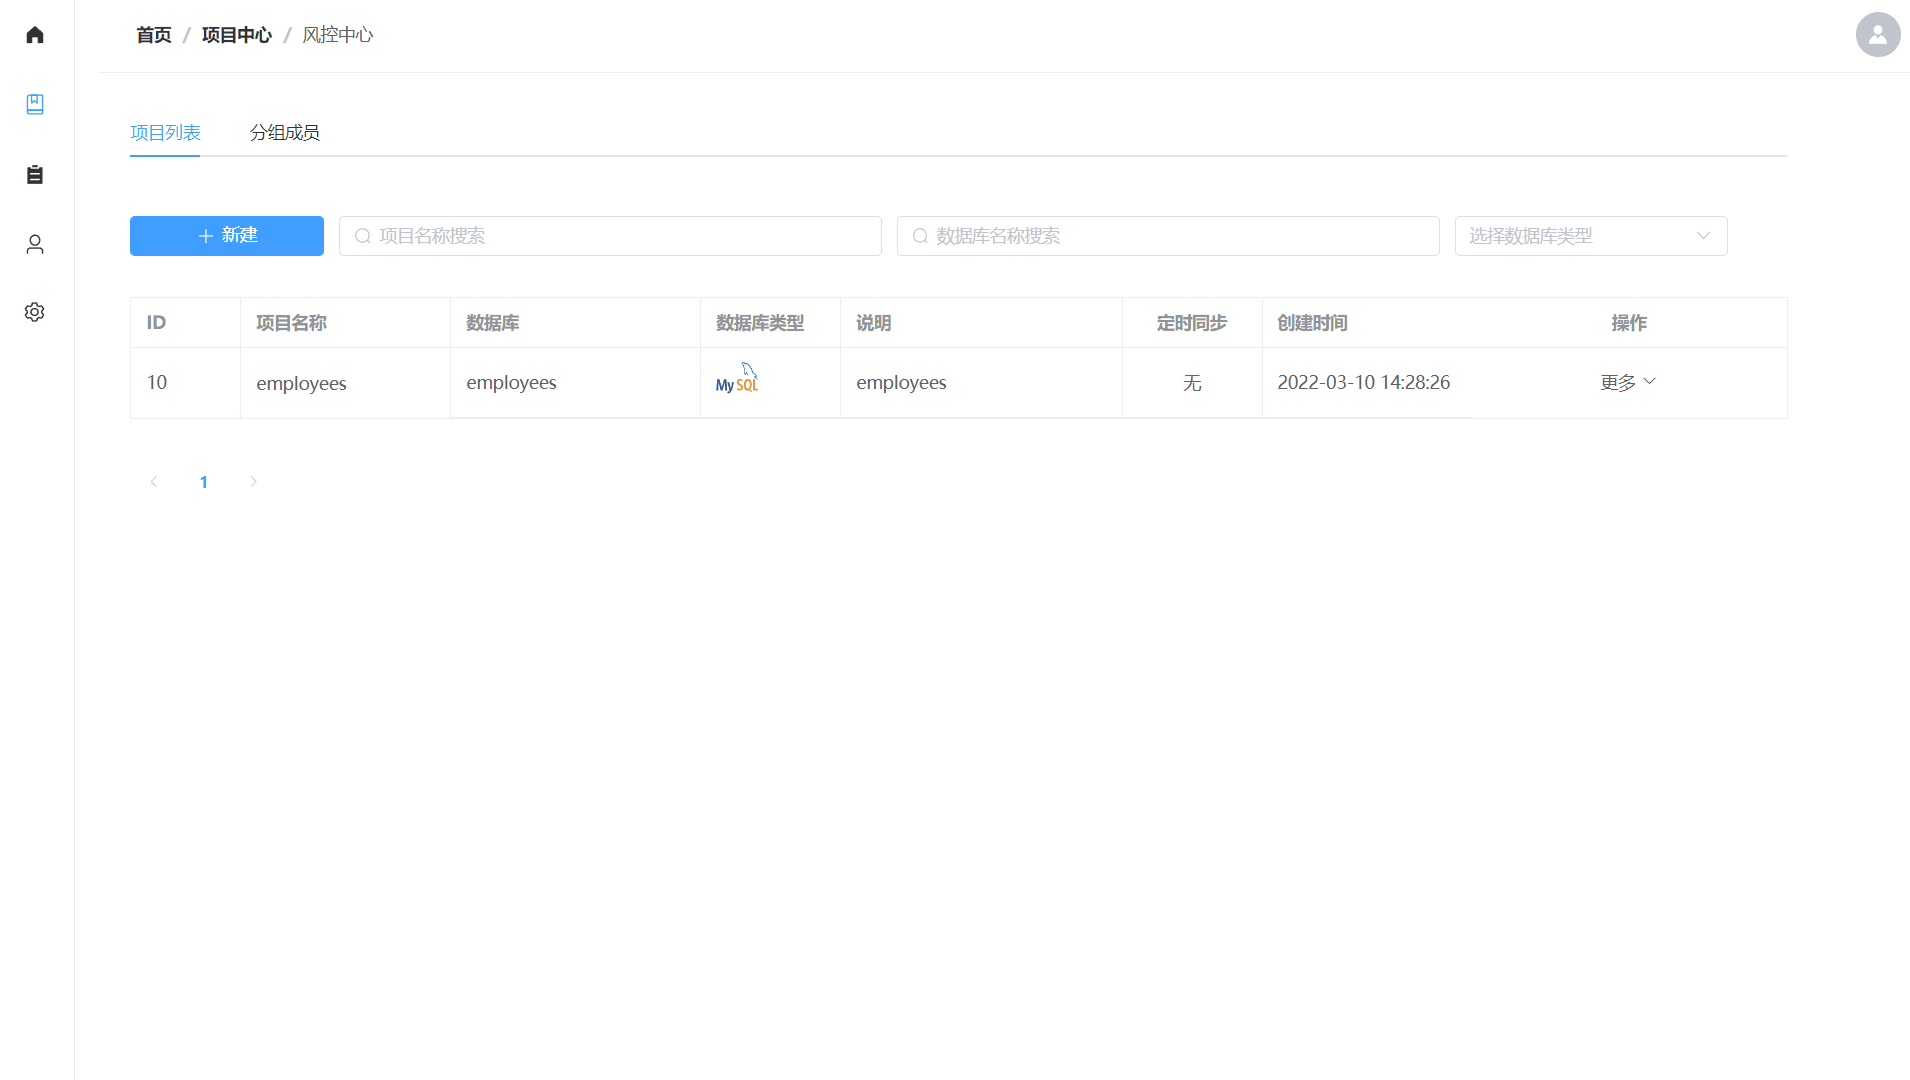 首页 / 项目中心 / 风控中心
项目列表 分组成员
新建 项目名称搜索 数据库名称搜索 选择数据库类型
ID 项目名称 数据库 数据库类型 说明 定时同步 创建时间 操作
10 employees employees MySQL employees 无 2022-03-10 14:28:26 更多
1